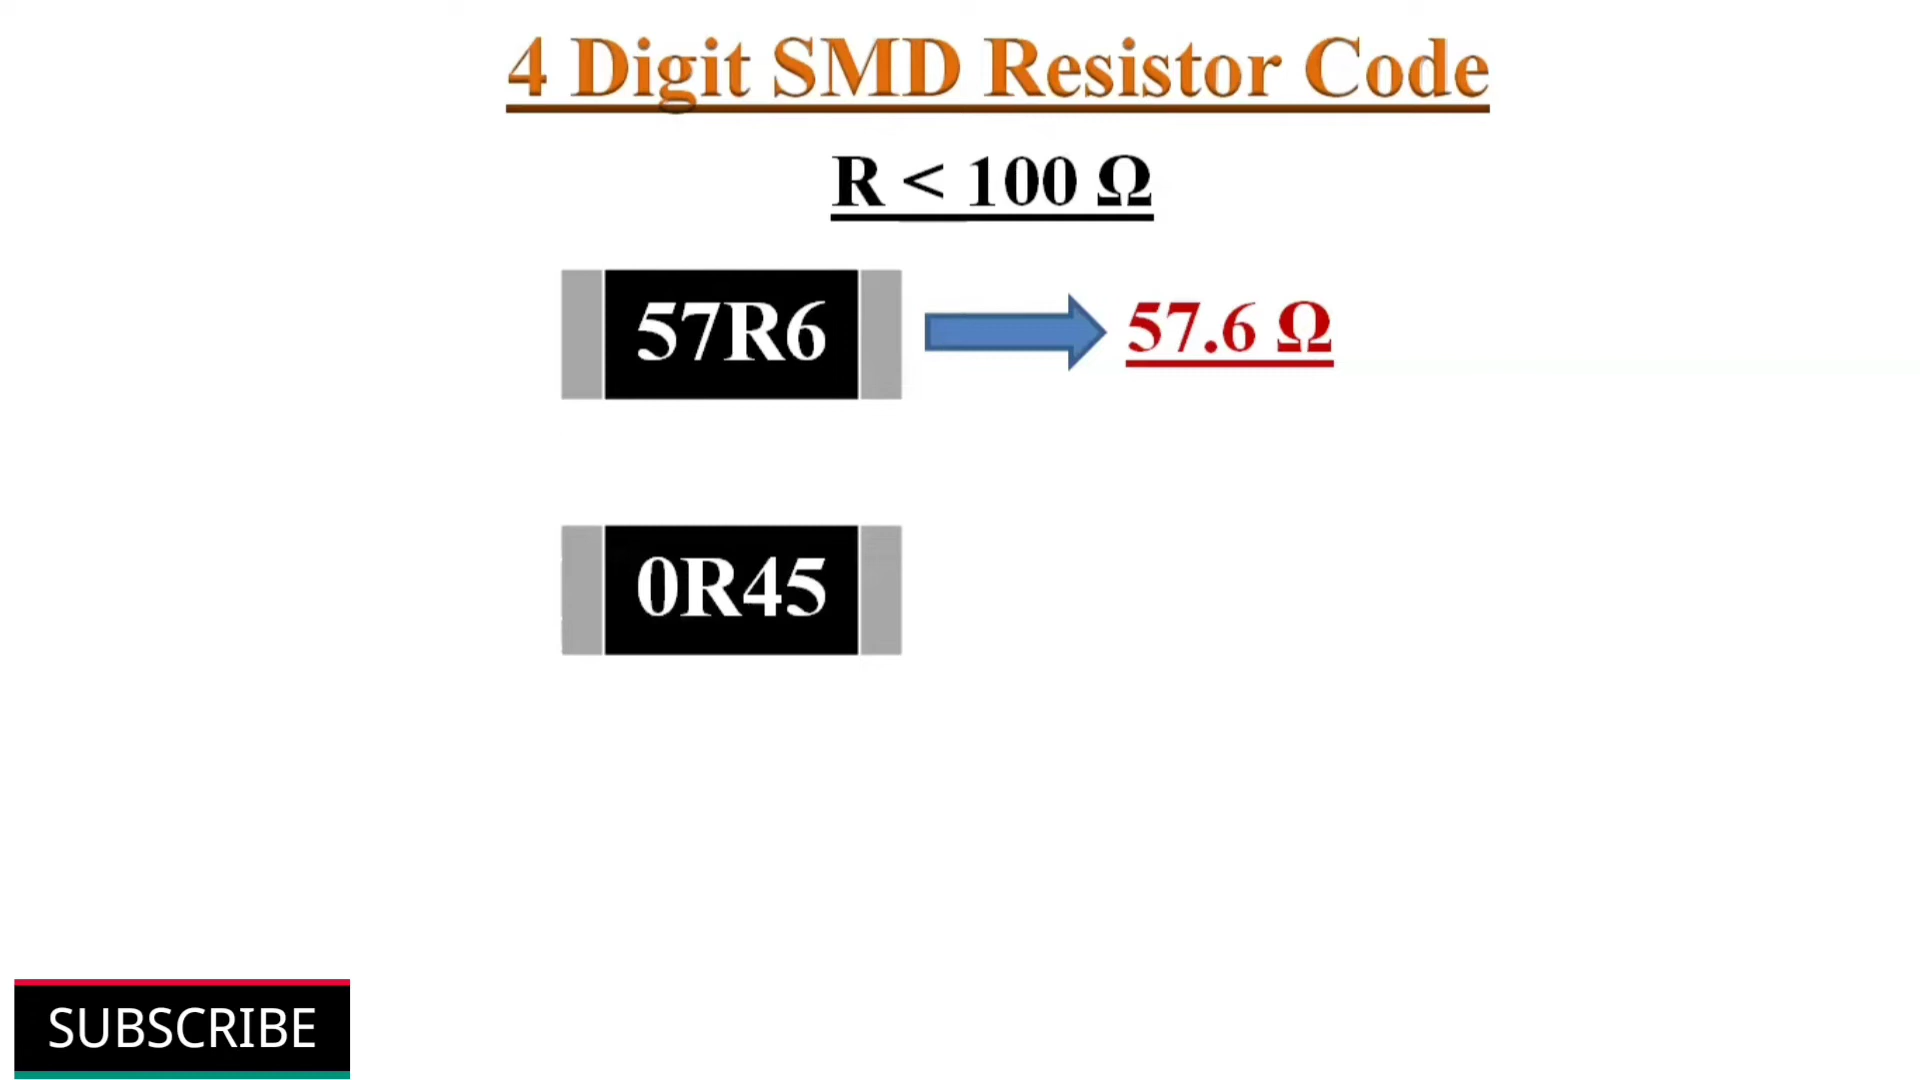 4 Digit SMD Resistor Code
R < 100 Ω
57R6 57.6 Ω
0R45
SUBSCRIBE